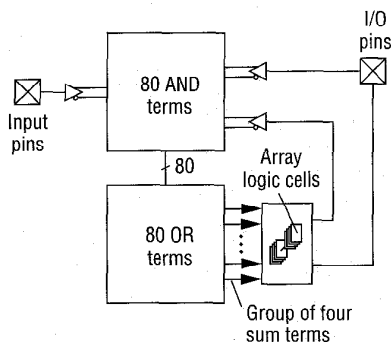 I/O
pins
80 AND
terms
Input
pins
80
Array
logic cells
80 OR
terms
Group of four
sum terms